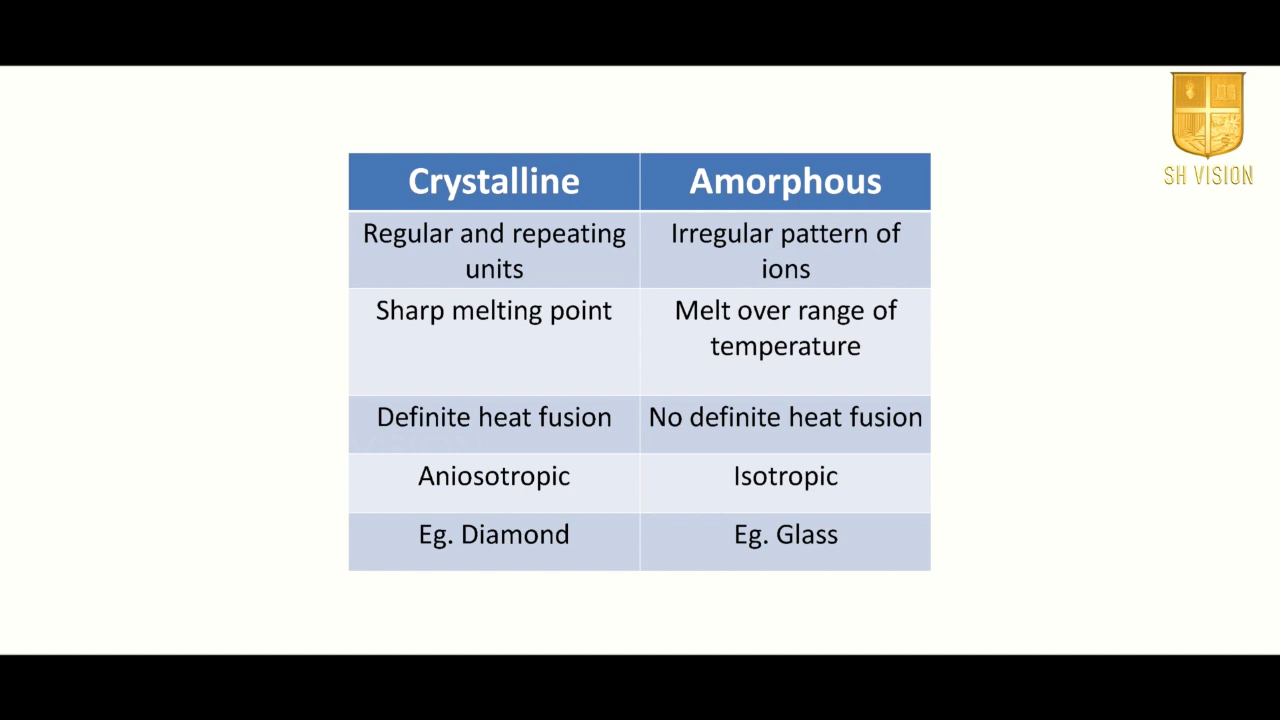 SH VISION
Crystalline Amorphous
Regular and repeating units
Irregular pattern of ions
Sharp melting point
Melt over range of temperature
Definite heat fusion No definite heat fusion
Aniosotropic Isotropic
Eg. Diamond Eg. Glass